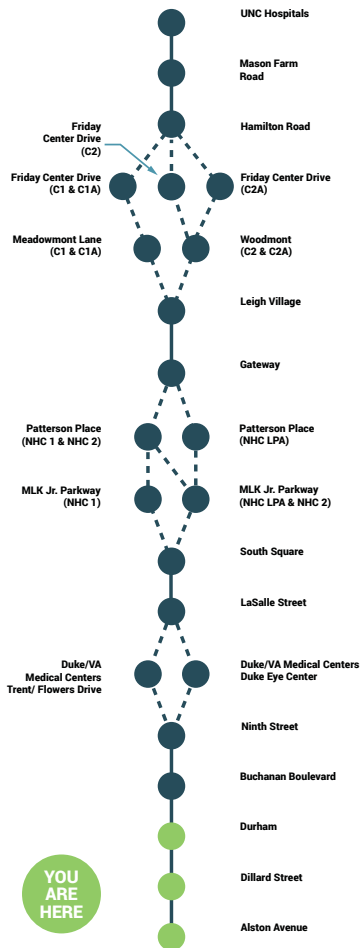 UNC Hospitals
Mason Farm
Road
Hamilton Road
Friday
Center Drive
(C2)
Friday Center Drive
(C1 & C1A)
Friday Center Drive
(C2A)
Meadowmont Lane
(C1 & C1A)
Woodmont
(C2 & C2A)
Leigh Village
Gateway
Patterson Place
(NHC 1 & NHC 2)
Patterson Place
(NHC LPA)
MLK Jr. Parkway
(NHC 1)
MLK Jr. Parkway
(NHC LPA & NHC 2)
South Square
LaSalle Street
Duke/VA
Medical Centers
Trent/ Flowers Drive
Duke/VA Medical Centers
Duke Eye Center
Ninth Street
Buchanan Boulevard
Durham
Dillard Street
Alston Avenue
YOU
ARE
HERE